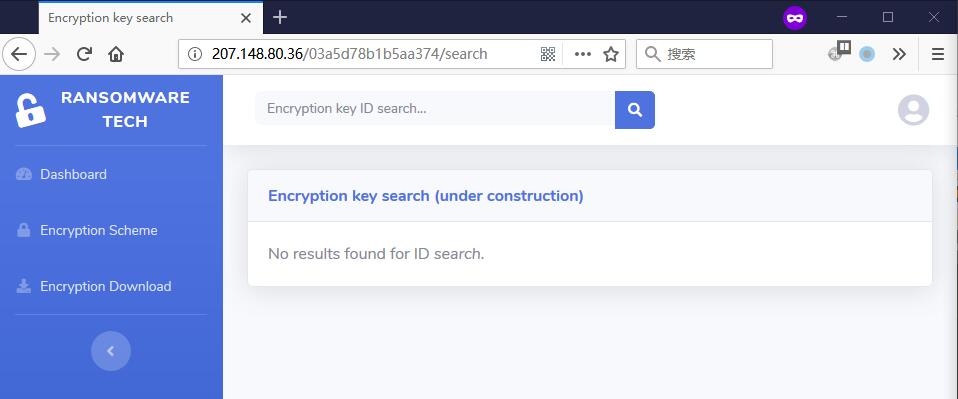 Encryption key search
207.148.80.36/03a5d78b1b5aa374/search
搜索
RANSOMWARE
TECH
Encryption key ID search...
Dashboard
Encryption key search (under construction)
Encryption Scheme
No results found for ID search.
Encryption Download